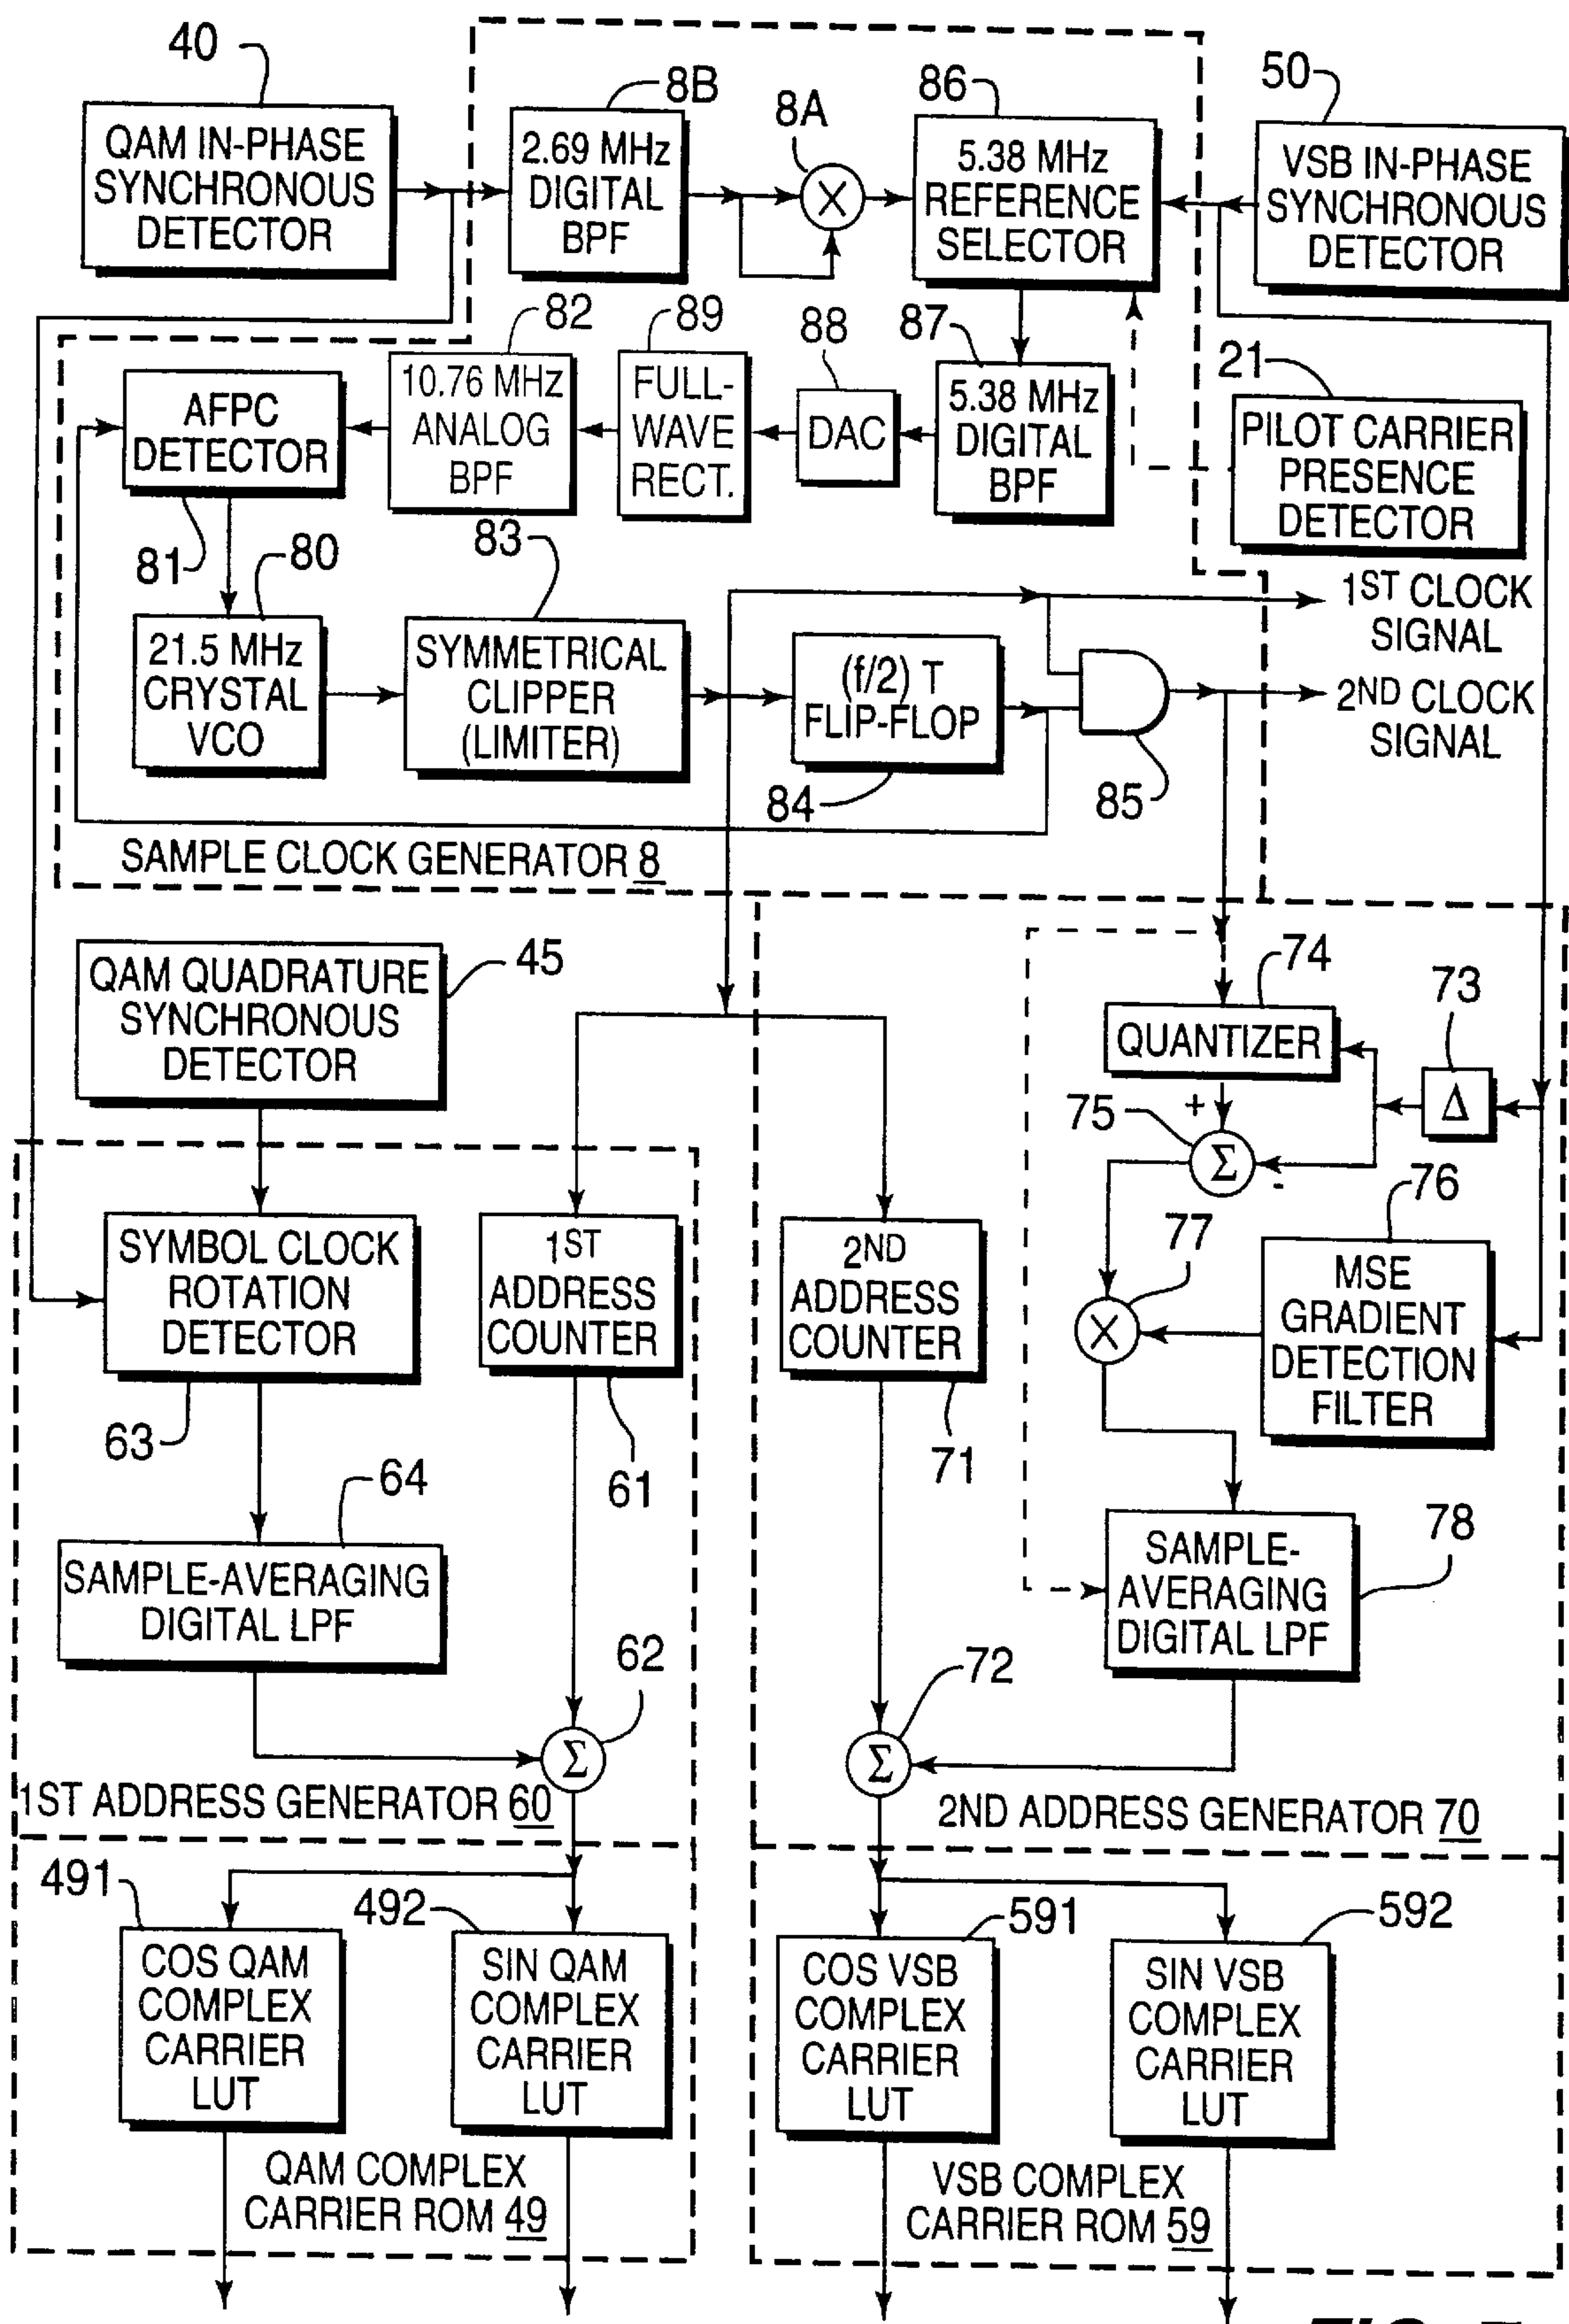 40
QAM IN-PHASE
SYNCHRONOUS
DETECTOR
8B
2.69 MHz
DIGITAL
BPF
8A
X
86
5.38 MHz
REFERENCE
SELECTOR
50
VSB IN-PHASE
SYNCHRONOUS
DETECTOR
AFPC
DETECTOR
81
82
10.76 MHz
ANALOG
BPF
89
FULL-
WAVE
RECT.
88
DAC
87
5.38 MHz
DIGITAL
BPF
21
PILOT CARRIER
PRESENCE
DETECTOR
80
21.5 MHz
CRYSTAL
VCO
83
SYMMETRICAL
CLIPPER
(LIMITER)
(f/2) T
FLIP-FLOP
84
85
1ST CLOCK
SIGNAL
2ND CLOCK
SIGNAL
SAMPLE CLOCK GENERATOR 8
QAM QUADRATURE
SYNCHRONOUS
DETECTOR
45
74
QUANTIZER
73
Δ
75
+
Σ
-
76
MSE
GRADIENT
DETECTION
FILTER
77
X
SYMBOL CLOCK
ROTATION
DETECTOR
63
1ST
ADDRESS
COUNTER
61
2ND
ADDRESS
COUNTER
71
64
SAMPLE-AVERAGING
DIGITAL LPF
78
SAMPLE-
AVERAGING
DIGITAL LPF
62
Σ
72
Σ
1ST ADDRESS GENERATOR 60
2ND ADDRESS GENERATOR 70
491
COS QAM
COMPLEX
CARRIER
LUT
492
SIN QAM
COMPLEX
CARRIER
LUT
591
COS VSB
COMPLEX
CARRIER
LUT
592
SIN VSB
COMPLEX
CARRIER
LUT
QAM COMPLEX
CARRIER ROM 49
VSB COMPLEX
CARRIER ROM 59